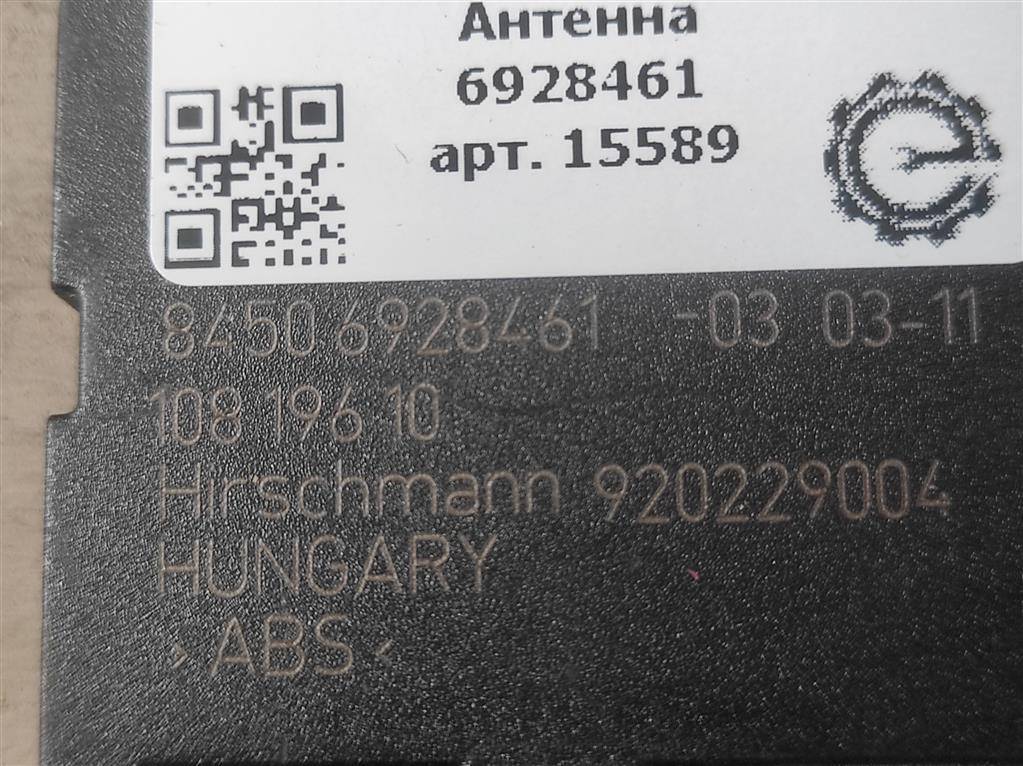 Антенна
6928461
арт. 15589
8450 6928461 -03 03-11
108 196 10
Hirschmann 920229004
HUNGARY
>ABS<